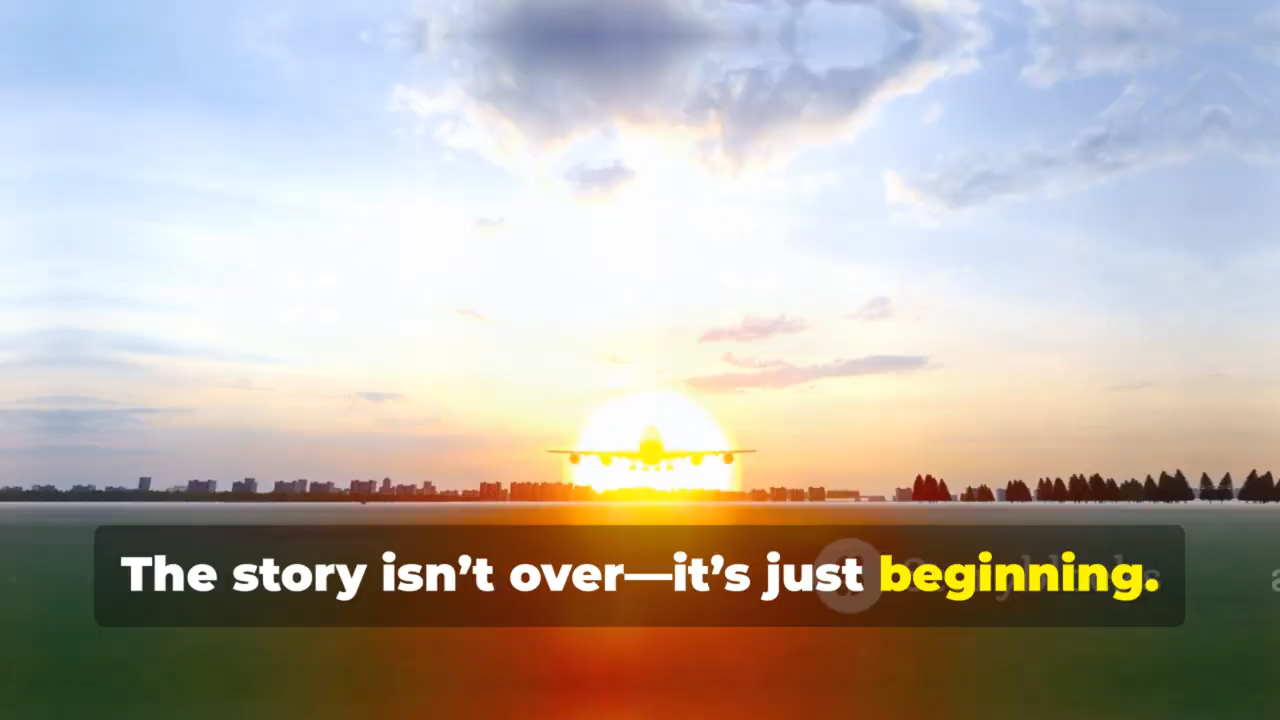 The story isn’t over—it’s just beginning.